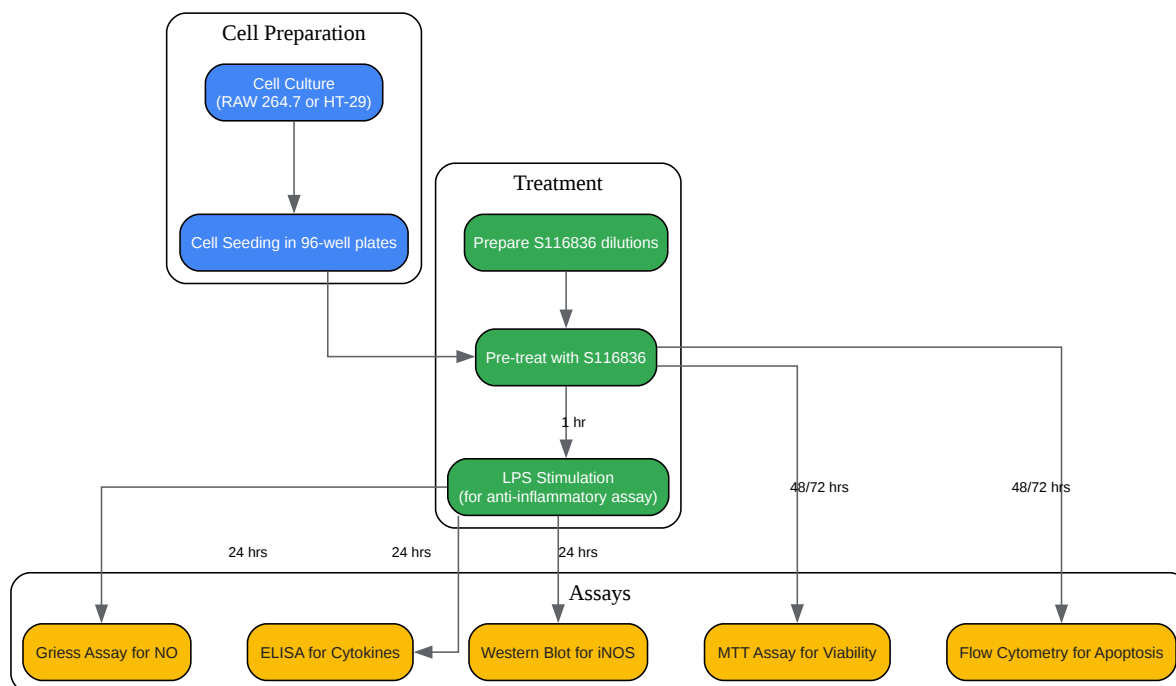 Cell Preparation
Cell Culture
(RAW 264.7 or HT-29)
Cell Seeding in 96-well plates
Treatment
Prepare S116836 dilutions
Pre-treat with S116836
1 hr
LPS Stimulation
(for anti-inflammatory assay)
48/72 hrs
48/72 hrs
24 hrs
24 hrs
24 hrs
Assays
Griess Assay for NO
ELISA for Cytokines
Western Blot for iNOS
MTT Assay for Viability
Flow Cytometry for Apoptosis